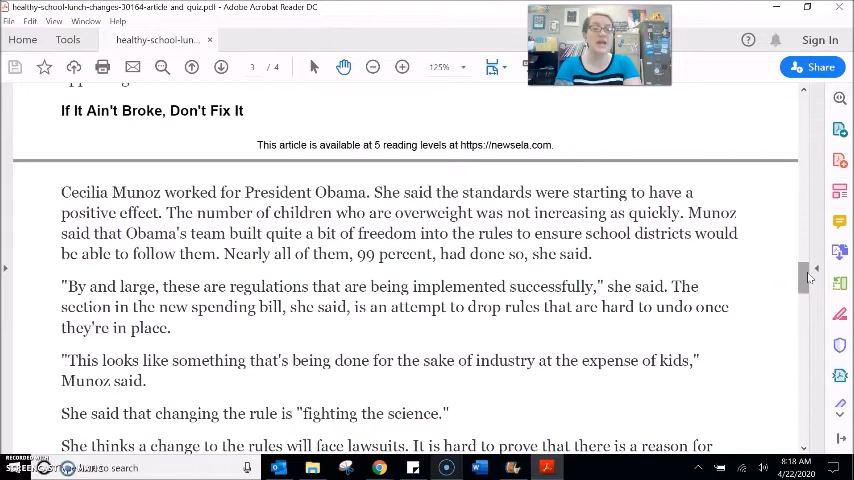 healthy-school-lunch-changes-30164-article and quiz.pdf - Adobe Acrobat Reader DC
File Edit View Window Help
Home Tools healthy-school-lun... × Sign In
3 / 4 125% Share
If It Ain't Broke, Don't Fix It
This article is available at 5 reading levels at https://newsela.com.
Cecilia Munoz worked for President Obama. She said the standards were starting to have a
positive effect. The number of children who are overweight was not increasing as quickly. Munoz
said that Obama's team built quite a bit of freedom into the rules to ensure school districts would
be able to follow them. Nearly all of them, 99 percent, had done so, she said.
"By and large, these are regulations that are being implemented successfully," she said. The
section in the new spending bill, she said, is an attempt to drop rules that are hard to undo once
they're in place.
"This looks like something that's being done for the sake of industry at the expense of kids,"
Munoz said.
She said that changing the rule is "fighting the science."
She thinks a change to the rules will face lawsuits. It is hard to prove that there is a reason for
RECORDED WITH
to search
8:18 AM
4/22/2020